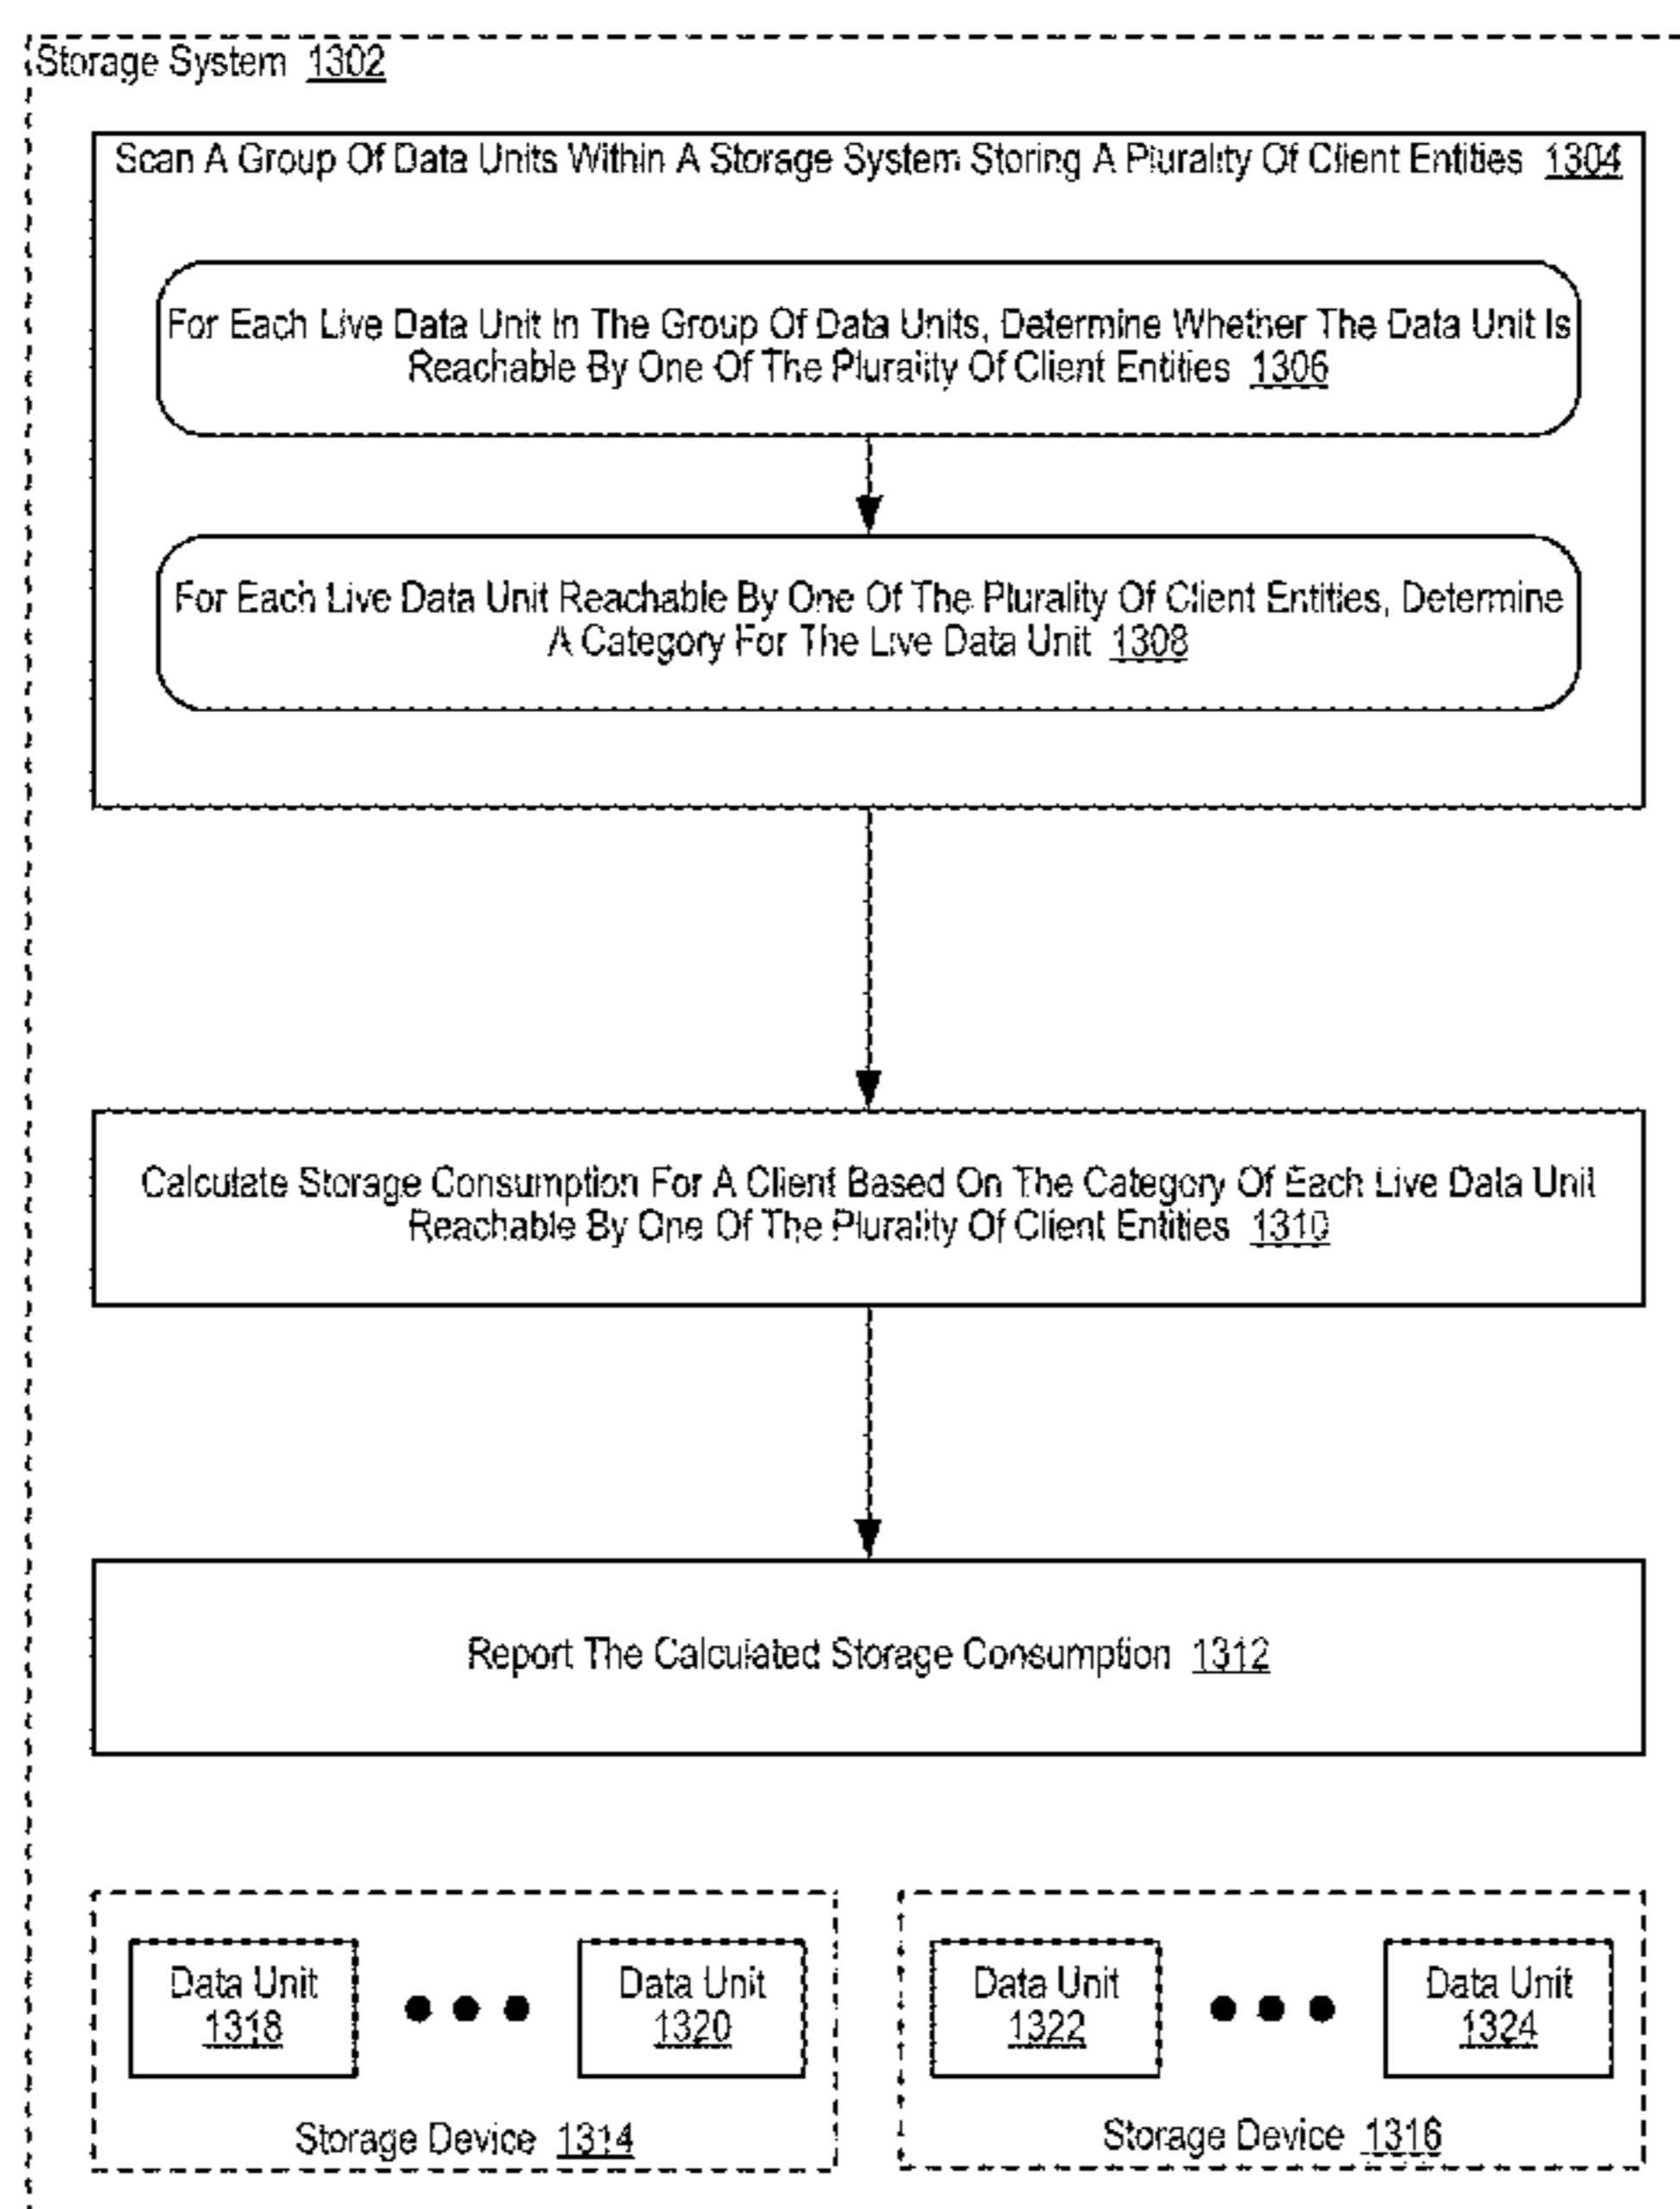 Storage System 1302
Scan A Group Of Data Units Within A Storage System Storing A Plurality Of Client Entities 1304
For Each Live Data Unit In The Group Of Data Units, Determine Whether The Data Unit Is
Reachable By One Of The Plurality Of Client Entities 1306
For Each Live Data Unit Reachable By One Of The Plurality Of Client Entities, Determine
A Category For The Live Data Unit 1308
Calculate Storage Consumption For A Client Based On The Category Of Each Live Data Unit
Reachable By One Of The Plurality Of Client Entities 1310
Report The Calculated Storage Consumption 1312
Data Unit
1318
Data Unit
1320
Storage Device 1314
Data Unit
1322
Data Unit
1324
Storage Device 1316